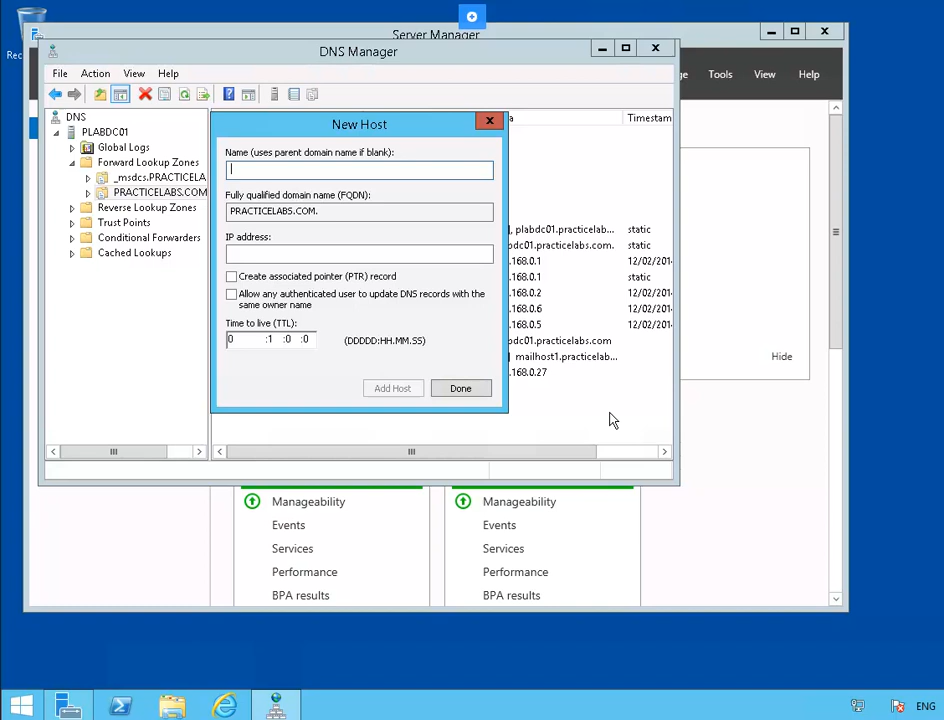 Server Manager
DNS Manager
File Action View Help
Tools View Help
DNS
PLABDC01
Global Logs
Forward Lookup Zones
_msdcs.PRACTICELA
PRACTICELABS.COM
Reverse Lookup Zones
Trust Points
Conditional Forwarders
Cached Lookups
New Host
Name (uses parent domain name if blank):
Fully qualified domain name (FQDN):
PRACTICELABS.COM.
IP address:
Create associated pointer (PTR) record
Allow any authenticated user to update DNS records with the
same owner name
Time to live (TTL):
0 :1 :0 :0 (DDDDD:HH.MM.SS)
Add Host Done
a Timestam
, plabdc01.practicelab... static
bdc01.practicelabs.com. static
.168.0.1 12/02/201
.168.0.1 static
.168.0.2 12/02/201
.168.0.6 12/02/201
.168.0.5 12/02/201
bdc01.practicelabs.com
] mailhost1.practicelab...
.168.0.27
Hide
Manageability
Events
Services
Performance
BPA results
Manageability
Events
Services
Performance
BPA results
Rec
ENG